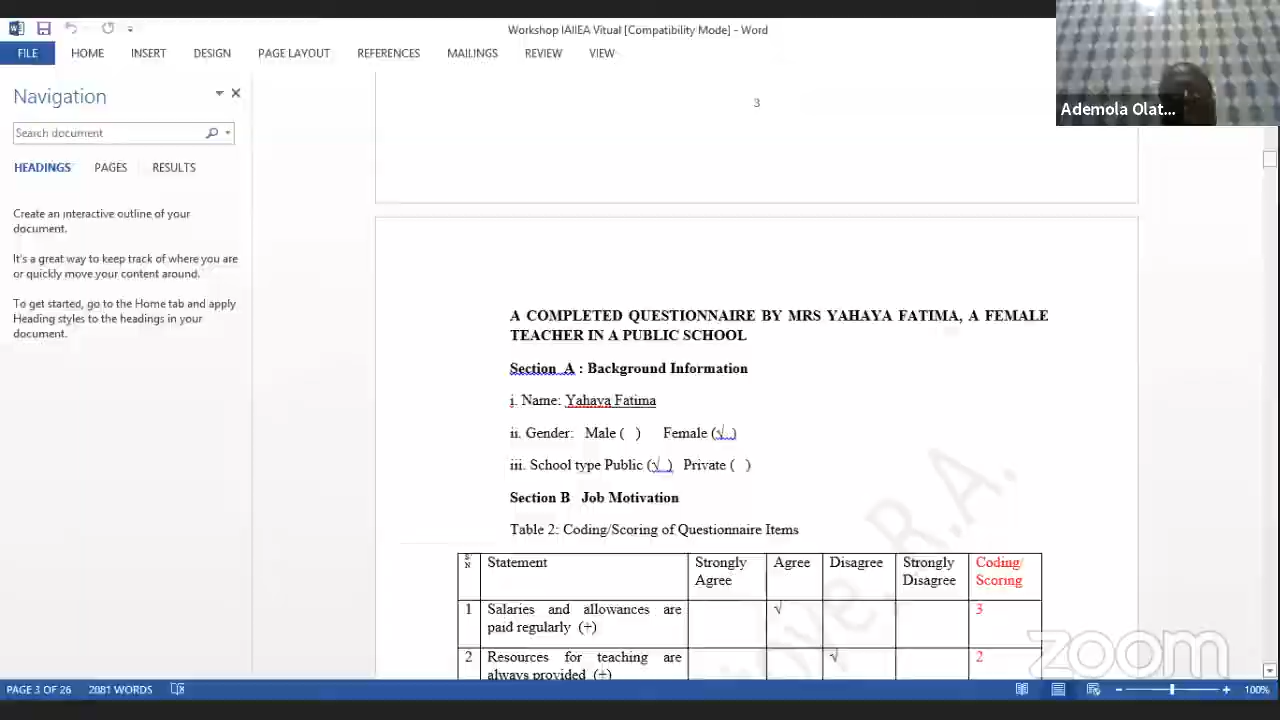 Workshop IAIIEA Vitual [Compatibility Mode] - Word
FILE HOME INSERT DESIGN PAGE LAYOUT REFERENCES MAILINGS REVIEW VIEW
Ademola Olat...
Navigation
Search document
HEADINGS PAGES RESULTS
Create an interactive outline of your
document.
It's a great way to keep track of where you are
or quickly move your content around.
To get started, go to the Home tab and apply
Heading styles to the headings in your
document.
3
A COMPLETED QUESTIONNAIRE BY MRS YAHAYA FATIMA, A FEMALE
TEACHER IN A PUBLIC SCHOOL
Section A : Background Information
i. Name: Yahaya Fatima
ii. Gender: Male ( ) Female (√ )
iii. School type Public (√ ) Private ( )
Section B Job Motivation
Table 2: Coding/Scoring of Questionnaire Items
S/N Statement Strongly Agree Agree Disagree Strongly Disagree Coding/ Scoring
1 Salaries and allowances are √ 3
paid regularly (+)
2 Resources for teaching are √ 2
always provided (+)
zoom
PAGE 3 OF 26 2081 WORDS 100%